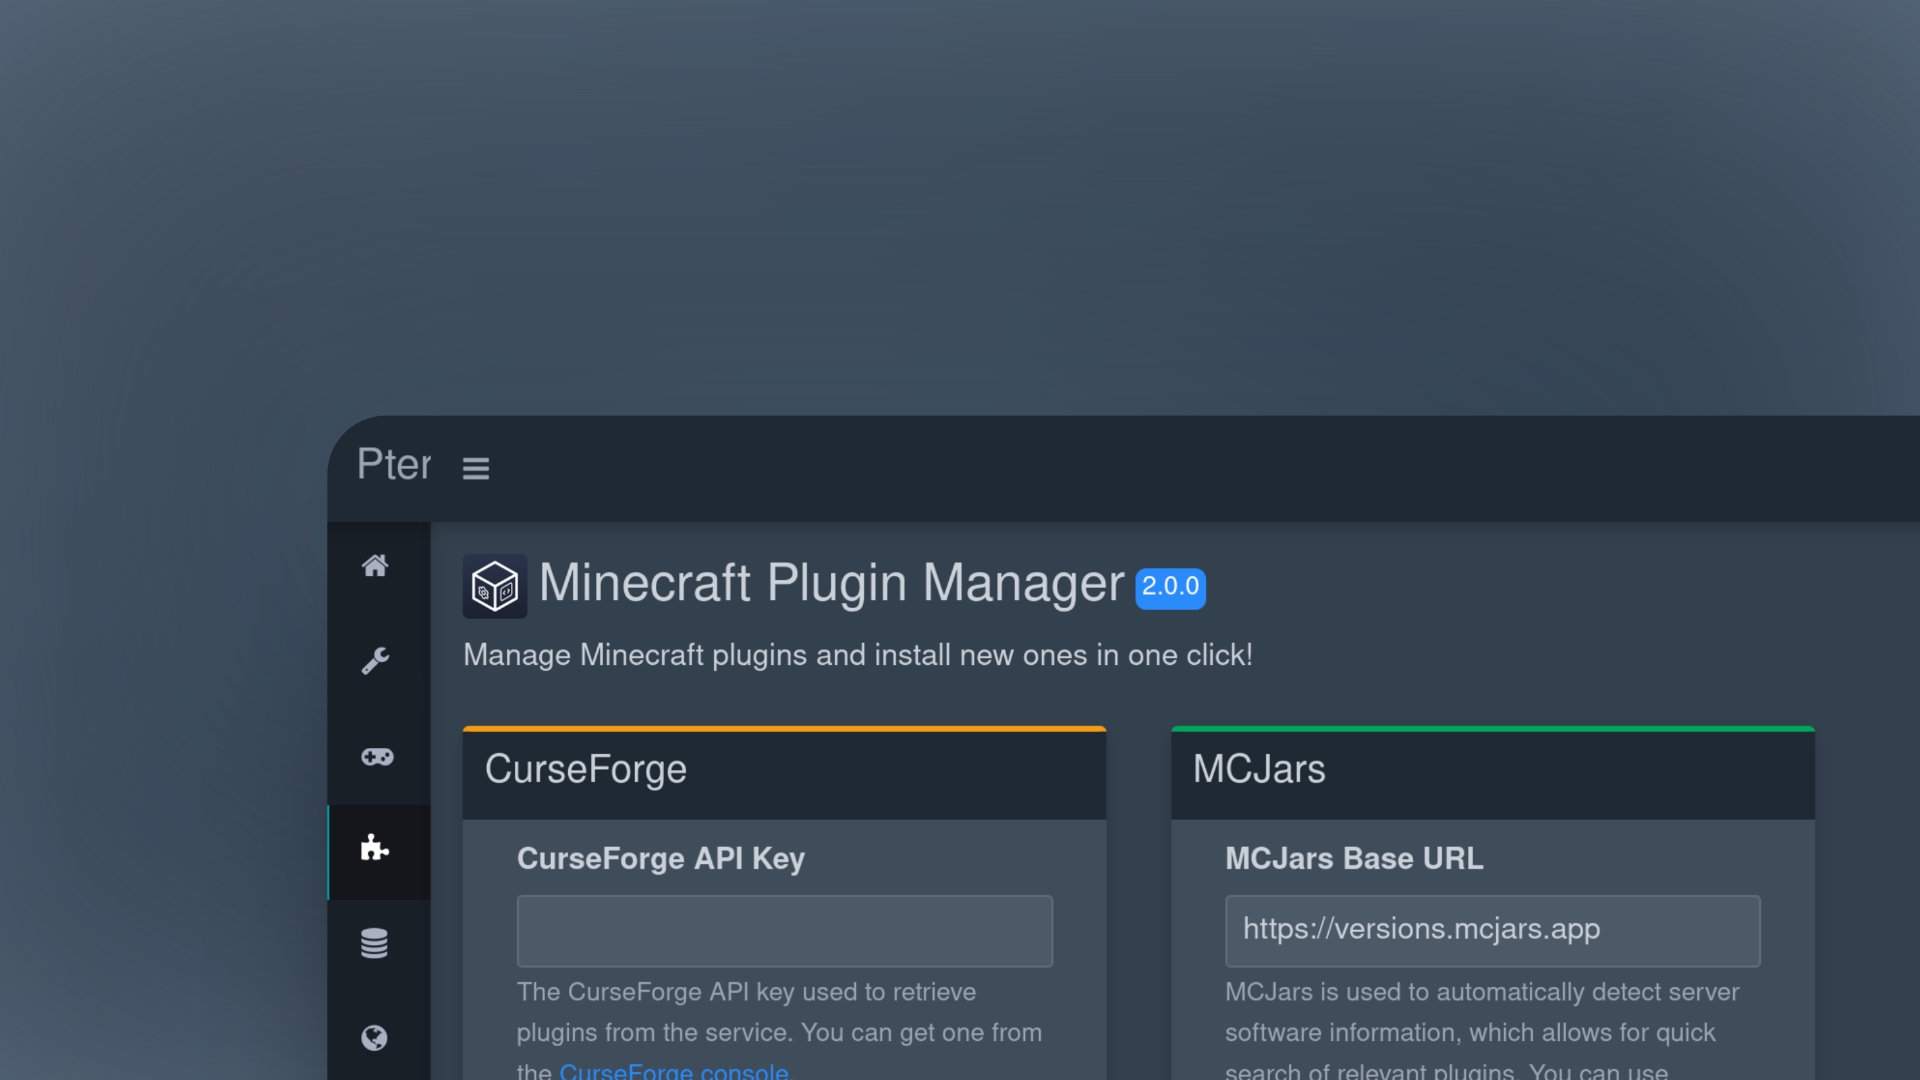 Pter
Minecraft Plugin Manager 2.0.0
Manage Minecraft plugins and install new ones in one click!
CurseForge
CurseForge API Key
The CurseForge API key used to retrieve
plugins from the service. You can get one from
the CurseForge console.
MCJars
MCJars Base URL
https://versions.mcjars.app
MCJars is used to automatically detect server
software information, which allows for quick
search of relevant plugins. You can use